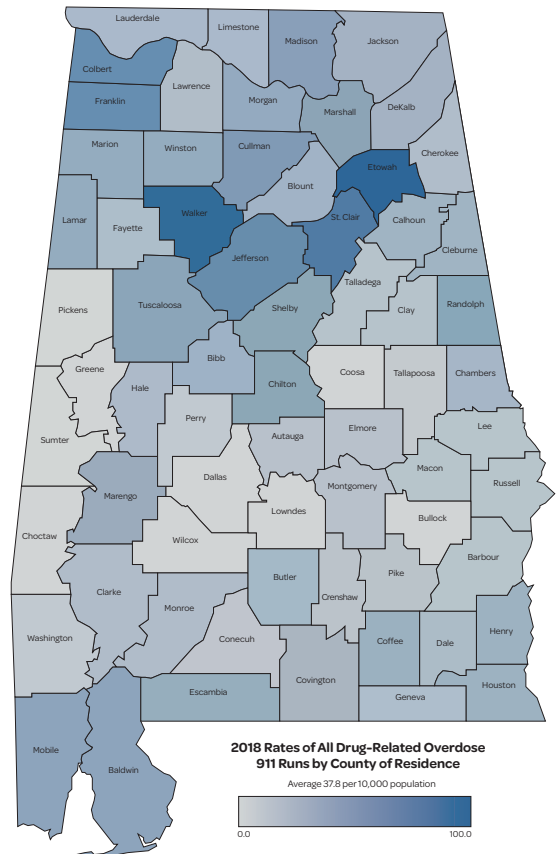 Lauderdale
Limestone
Madison
Jackson
Colbert
Lawrence
Franklin
Morgan
Marshall
DeKalb
Marion
Winston
Cullman
Cherokee
Etowah
Blount
Lamar
Walker
Fayette
St. Clair
Calhoun
Cleburne
Jefferson
Talladega
Pickens
Tuscaloosa
Shelby
Clay
Randolph
Bibb
Greene
Hale
Chilton
Coosa
Tallapoosa
Chambers
Perry
Sumter
Autauga
Elmore
Lee
Macon
Dallas
Montgomery
Russell
Marengo
Lowndes
Bullock
Choctaw
Wilcox
Barbour
Butler
Pike
Clarke
Crenshaw
Monroe
Washington
Conecuh
Coffee
Dale
Henry
Covington
Houston
Escambia
Geneva
Mobile
Baldwin
2018 Rates of All Drug-Related Overdose
911 Runs by County of Residence
Average 37.8 per 10,000 population
0.0
100.0